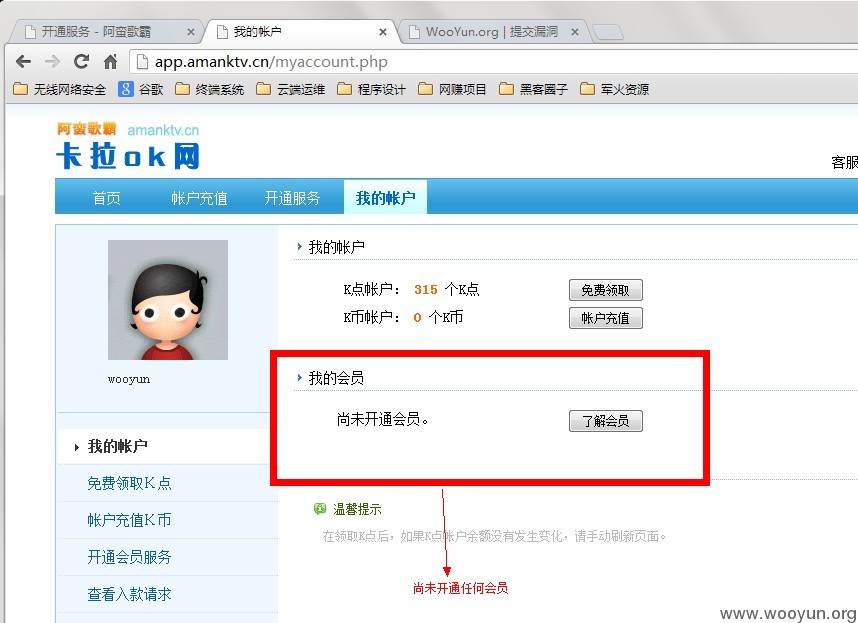 开通服务 - 阿蛮歌霸
我的帐户
WooYun.org | 提交漏洞
app.amanktv.cn/myaccount.php
无线网络安全 谷歌 终端系统 云端运维 程序设计 网赚项目 黑客圈子 军火资源
阿蛮歌霸 amanktv.cn
卡拉ok网
客服
首页 帐户充值 开通服务 我的帐户
wooyun
我的帐户
免费领取K点
帐户充值K币
开通会员服务
查看入款请求
我的帐户
K点帐户： 315 个K点 免费领取
K币帐户： 0 个K币 帐户充值
我的会员
尚未开通会员。 了解会员
温馨提示
在领取K点后，如果K点帐户余额没有发生变化，请手动刷新页面。
尚未开通任何会员
www.wooyun.org